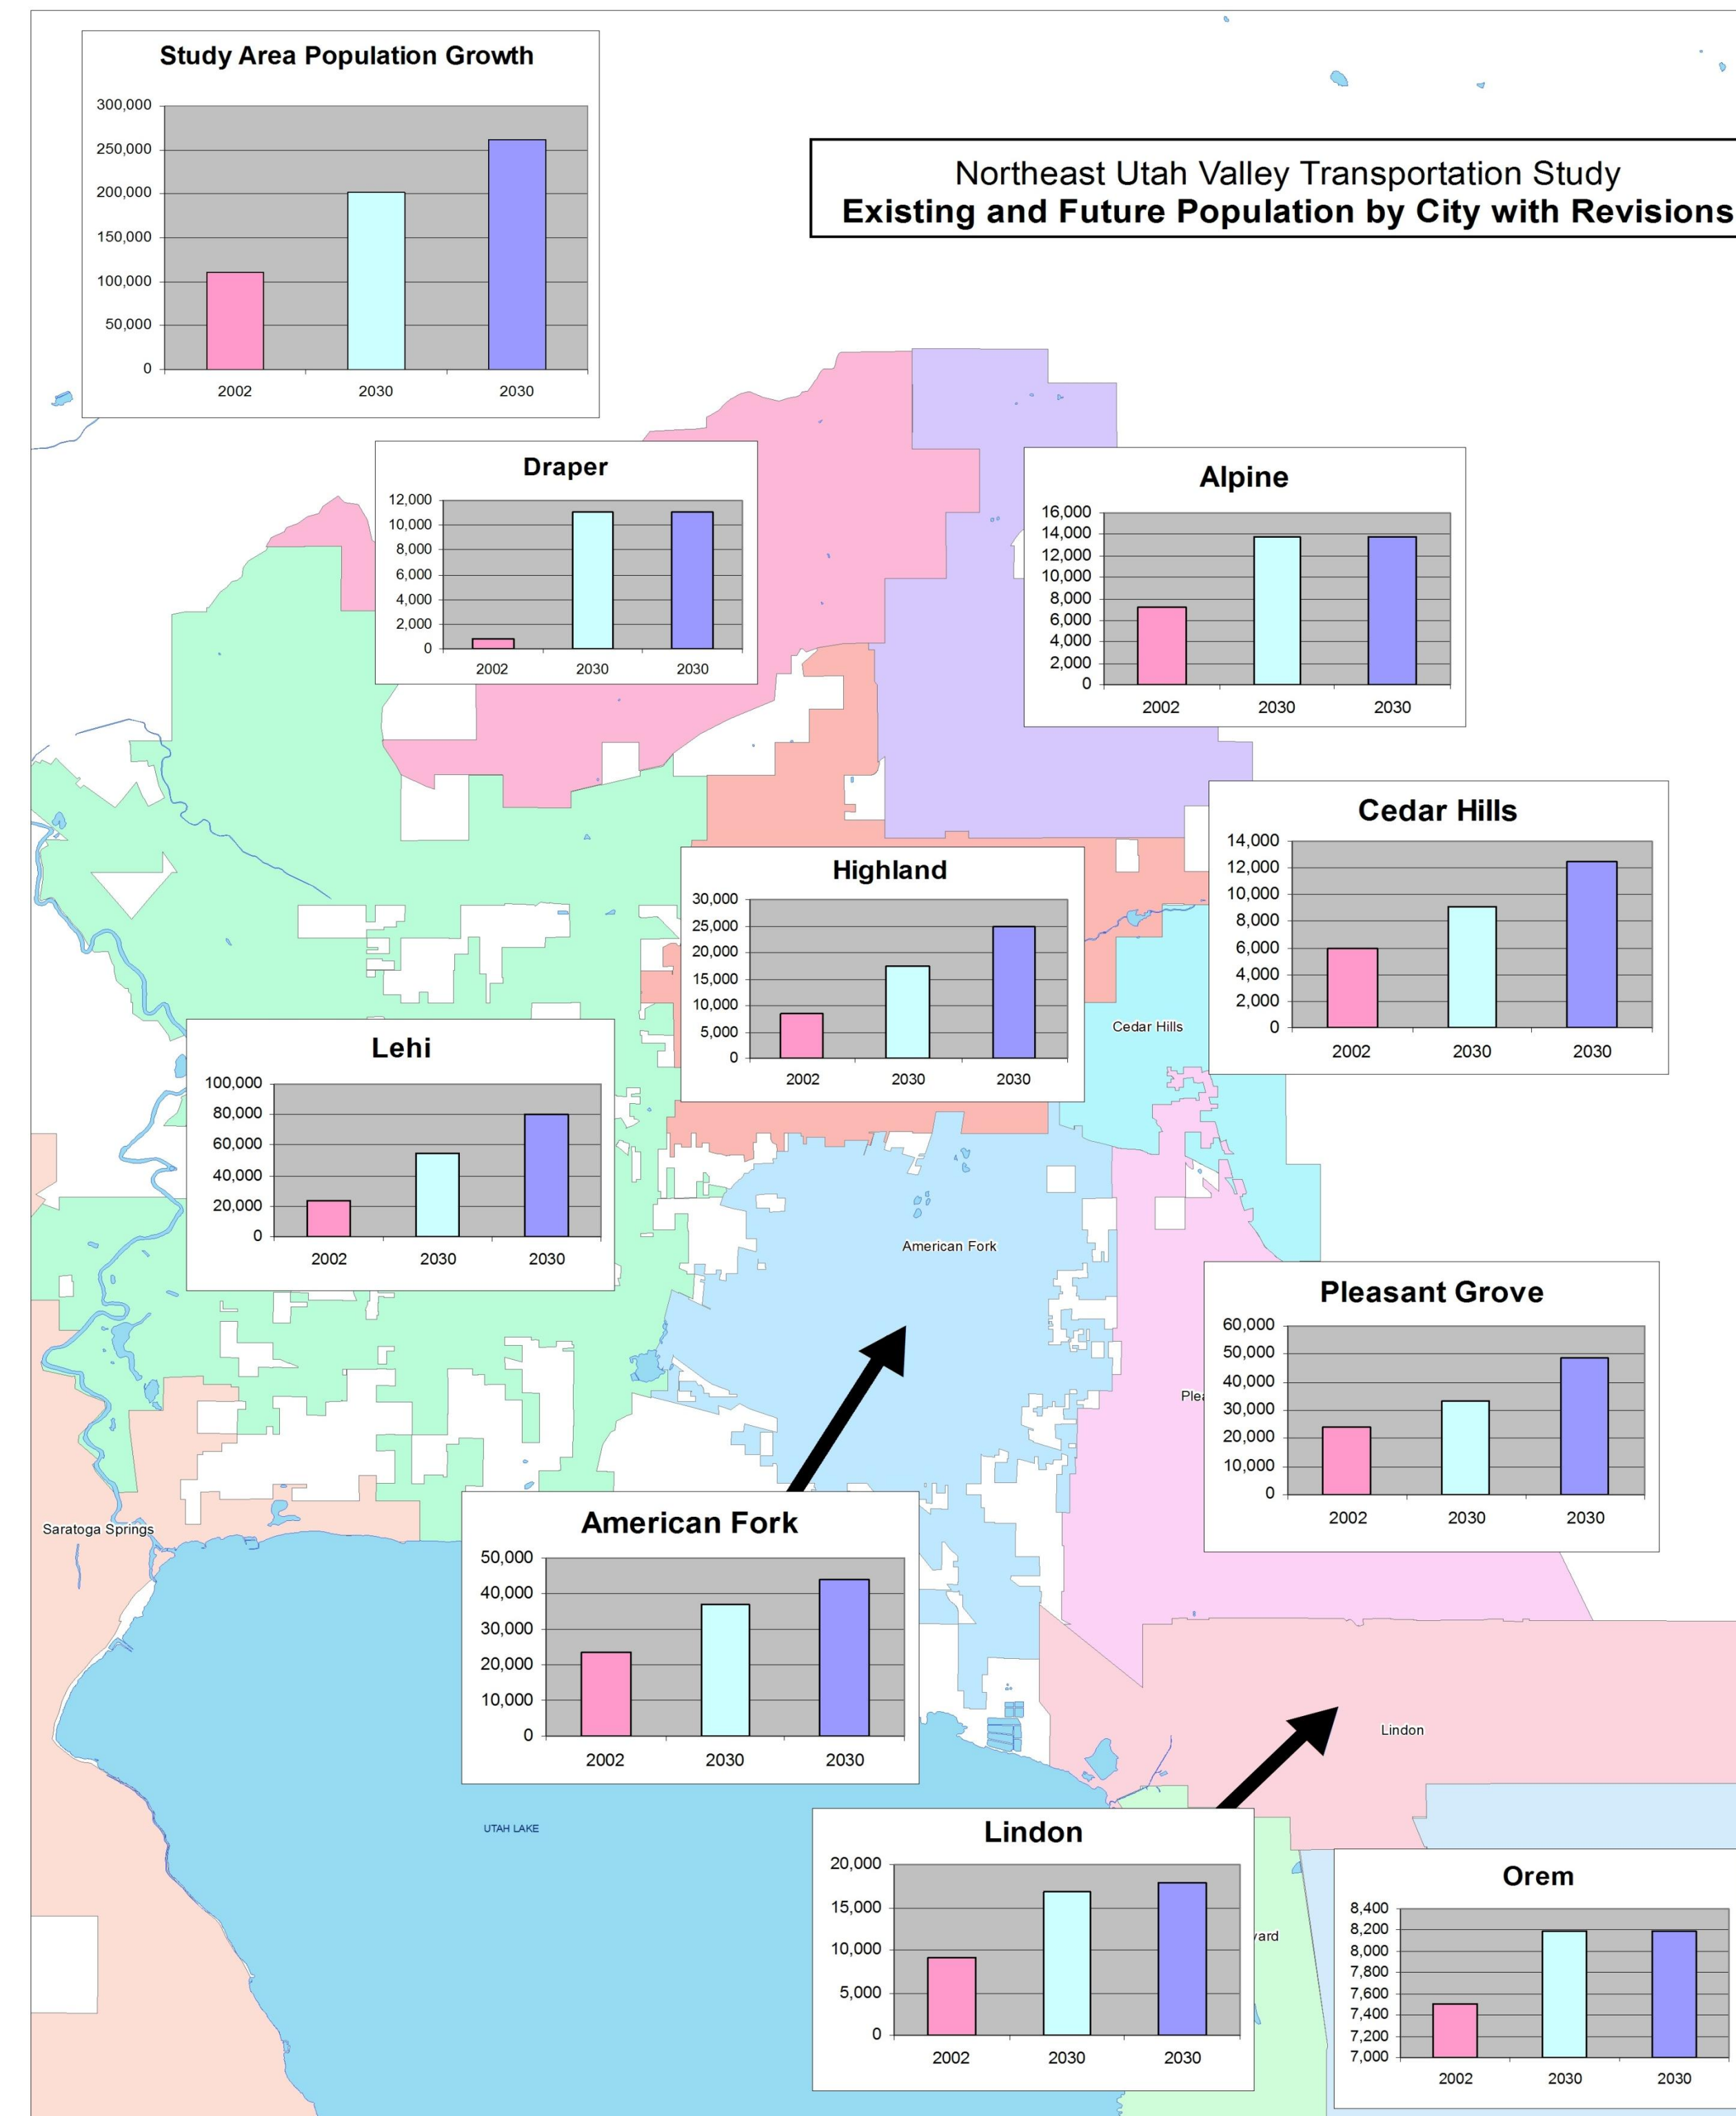 Study Area Population Growth
300,000
250,000
200,000
150,000
100,000
50,000
0
2002 2030 2030
Northeast Utah Valley Transportation Study
Existing and Future Population by City with Revisions
Draper
12,000
10,000
8,000
6,000
4,000
2,000
0
2002 2030 2030
Alpine
16,000
14,000
12,000
10,000
8,000
6,000
4,000
2,000
0
2002 2030 2030
Cedar Hills
14,000
12,000
10,000
8,000
6,000
4,000
2,000
0
2002 2030 2030
Highland
30,000
25,000
20,000
15,000
10,000
5,000
0
2002 2030 2030
Cedar Hills
Lehi
100,000
80,000
60,000
40,000
20,000
0
2002 2030 2030
American Fork
Pleasant Grove
60,000
50,000
40,000
30,000
20,000
10,000
0
2002 2030 2030
Plea
Saratoga Springs
American Fork
50,000
40,000
30,000
20,000
10,000
0
2002 2030 2030
Lindon
UTAH LAKE
Lindon
20,000
15,000
10,000
5,000
0
2002 2030 2030
yard
Orem
8,400
8,200
8,000
7,800
7,600
7,400
7,200
7,000
2002 2030 2030